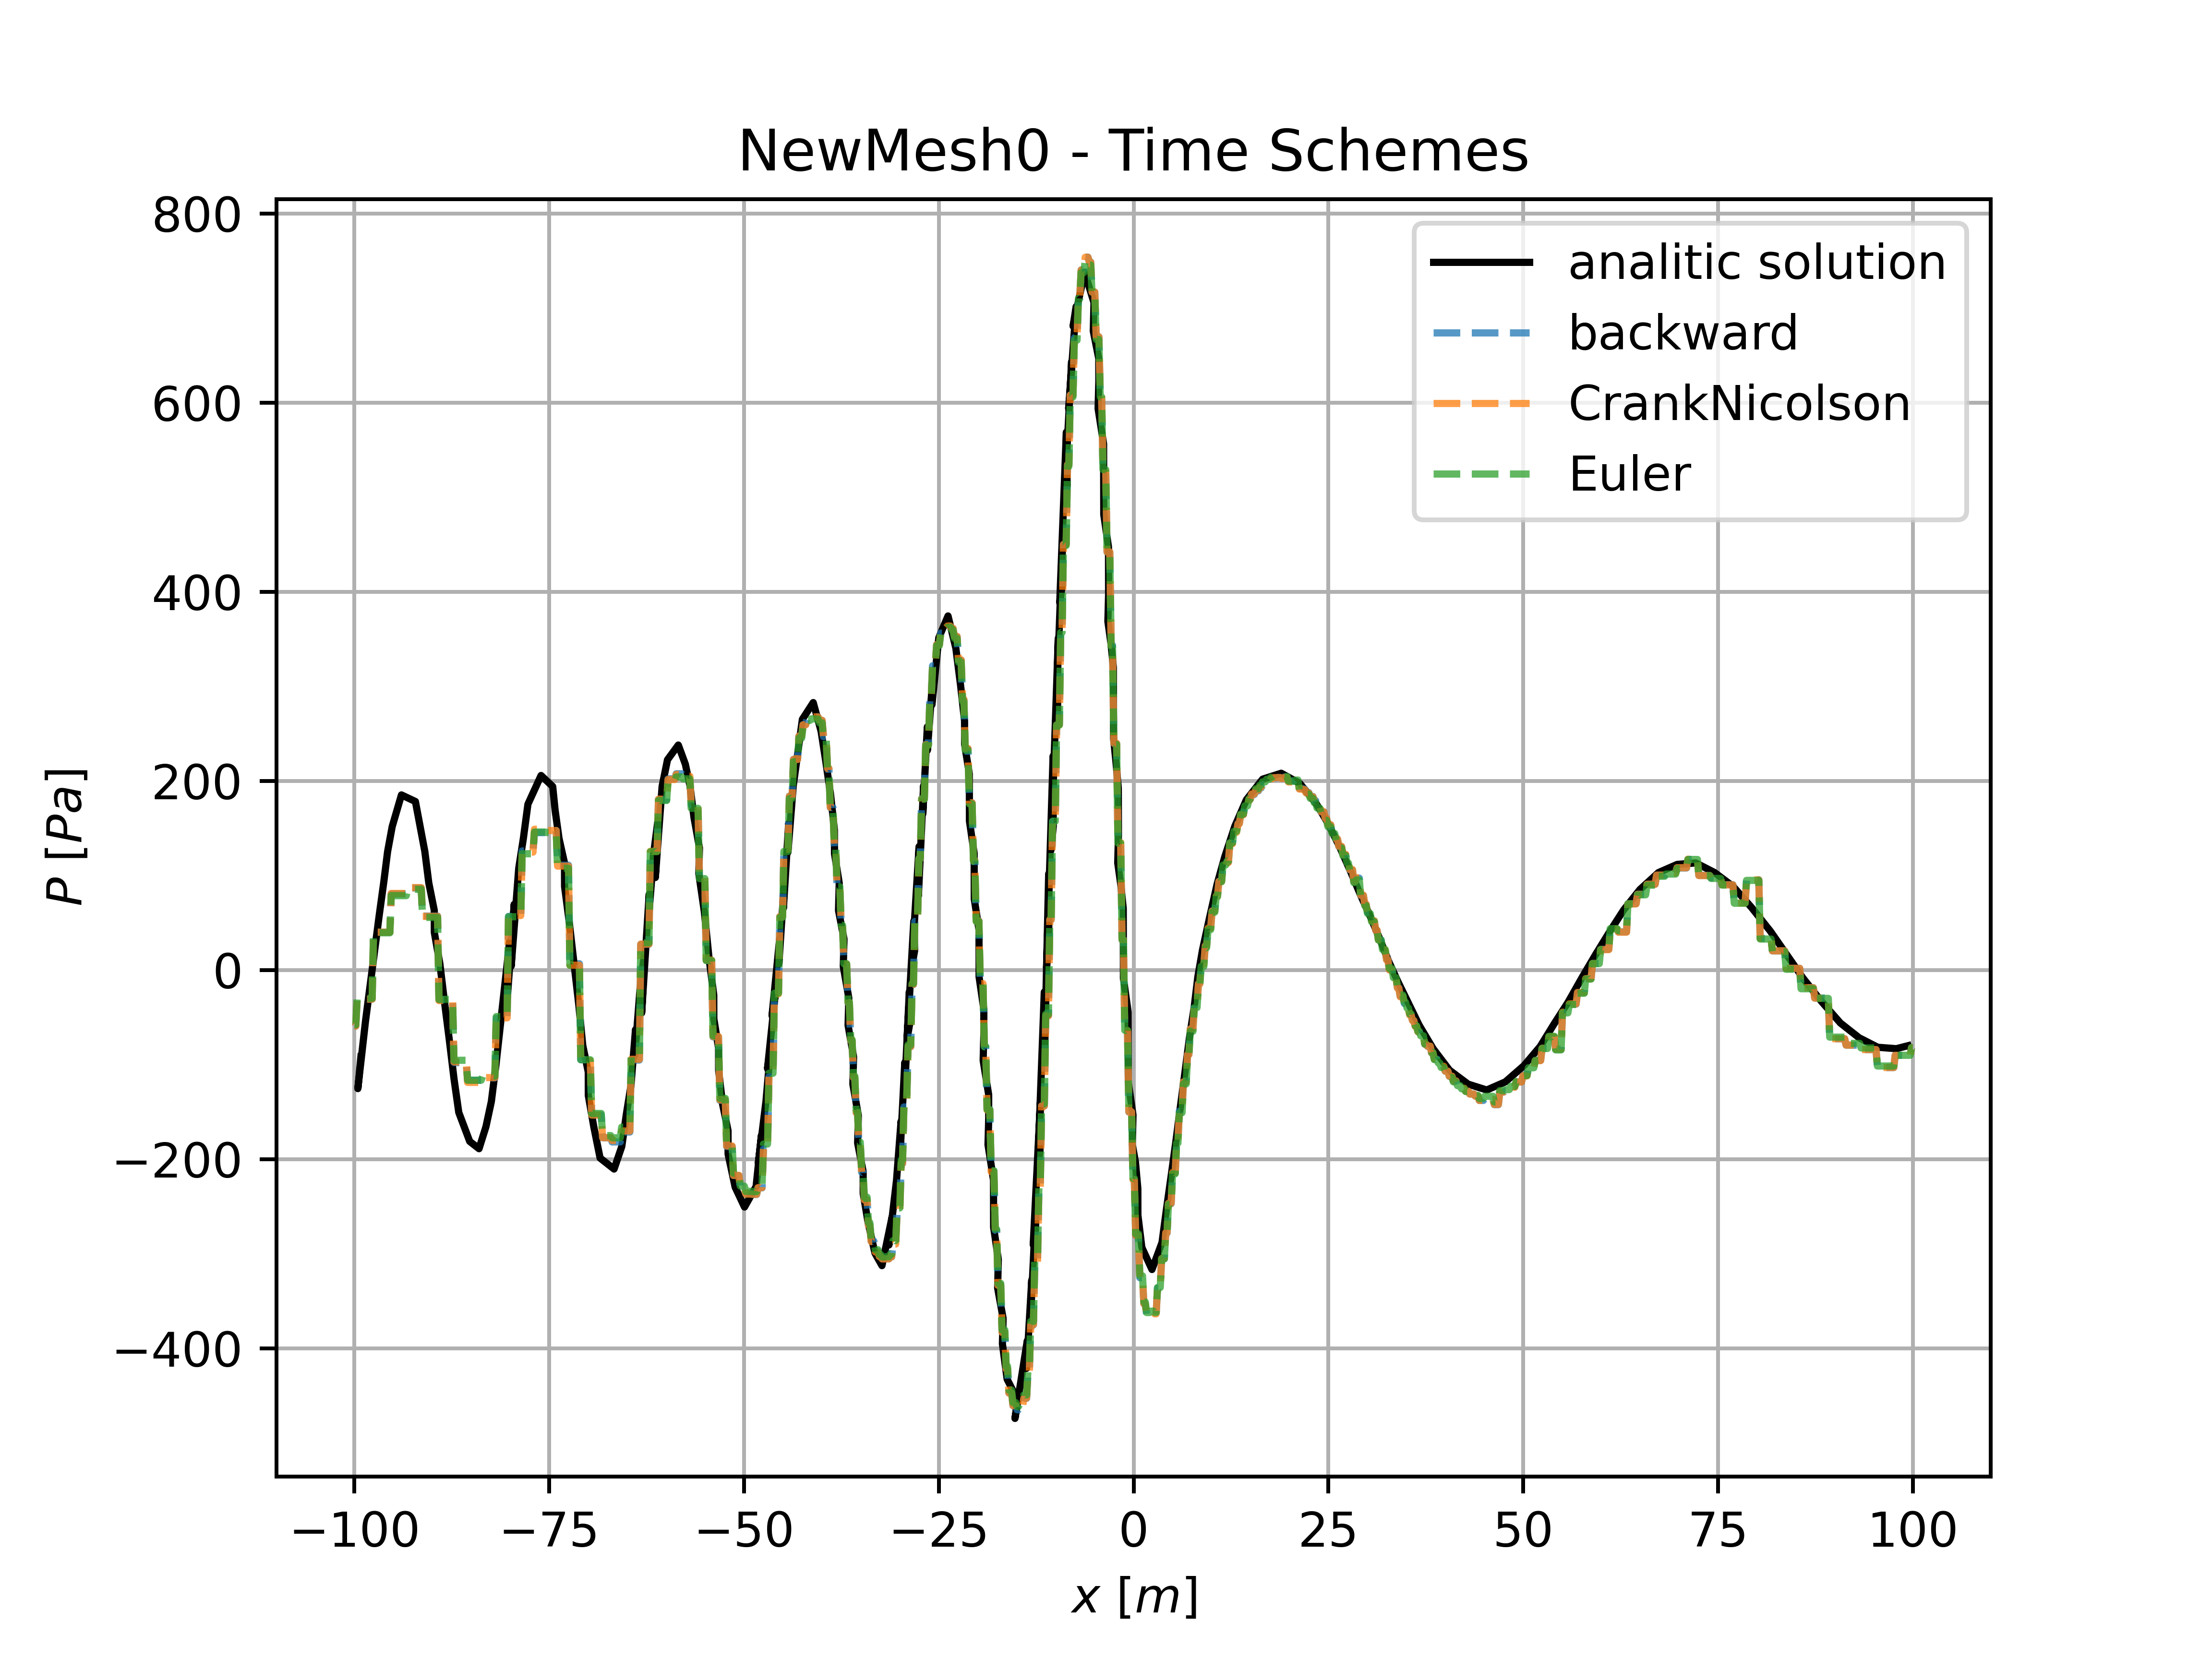 NewMesh0 - Time Schemes
800
600
400
200
0
−200
−400
P [Pa]
analitic solution
backward
CrankNicolson
Euler
−100 −75 −50 −25 0 25 50 75 100
x [m]